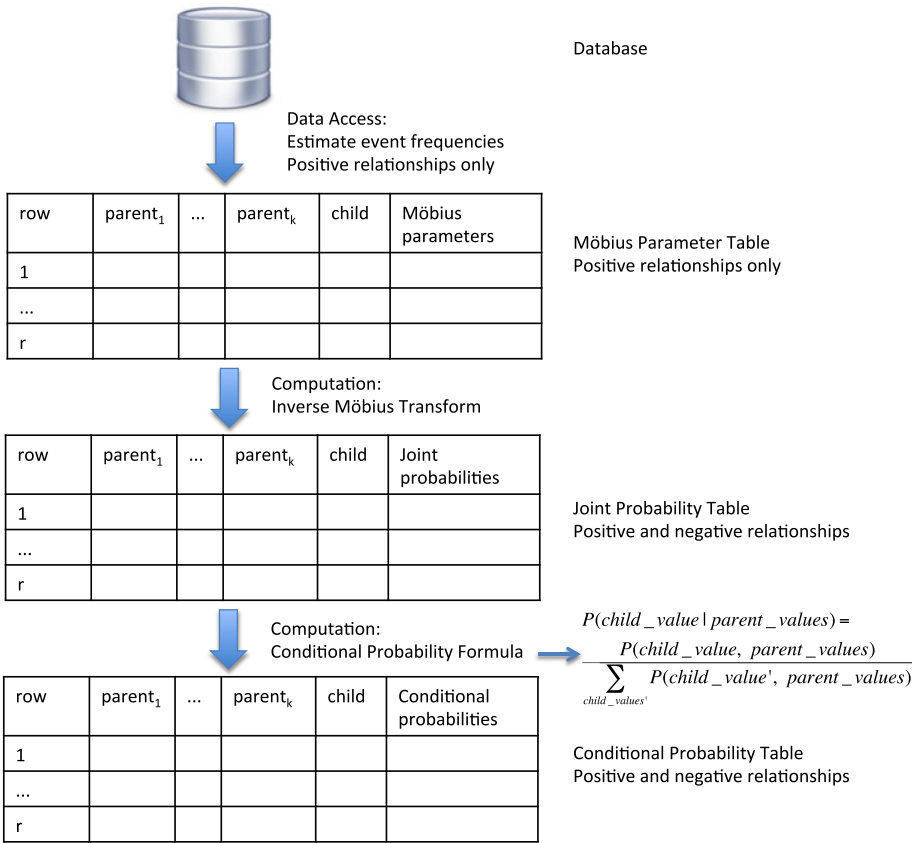 Database
Data Access:
Estimate event frequencies
Positive relationships only
row parent₁ ... parentₖ child Möbius parameters
1
...
r
Möbius Parameter Table
Positive relationships only
Computation:
Inverse Möbius Transform
row parent₁ ... parentₖ child Joint probabilities
1
...
r
Joint Probability Table
Positive and negative relationships
Computation:
Conditional Probability Formula
P(child_value | parent_values) =
P(child_value, parent_values)
∑ P(child_value', parent_values)
child_values'
row parent₁ ... parentₖ child Conditional probabilities
1
...
r
Conditional Probability Table
Positive and negative relationships